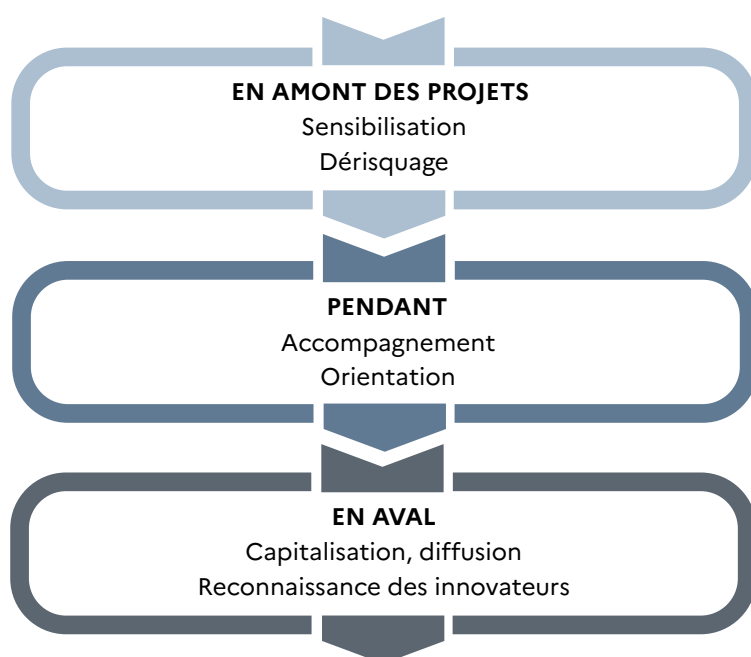 EN AMONT DES PROJETS
Sensibilisation
Dérisquage
PENDANT
Accompagnement
Orientation
EN AVAL
Capitalisation, diffusion
Reconnaissance des innovateurs